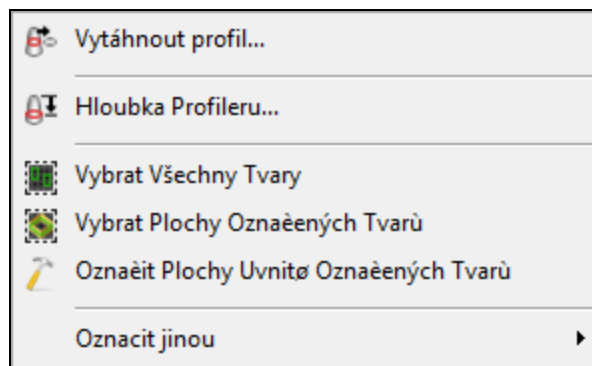 Vytáhnout profil...
Hloubka Profileru...
Vybrat Všechny Tvary
Vybrat Plochy Oznaèených Tvarù
Oznaèit Plochy Uvnitø Oznaèených Tvarù
Oznacit jinou